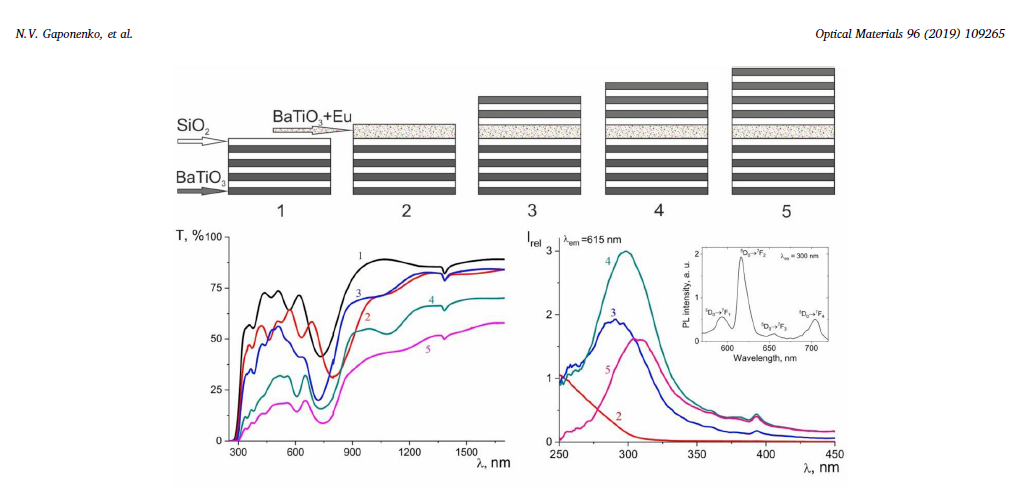 N.V. Gaponenko, et al.
Optical Materials 96 (2019) 109265
SiO2
BaTiO3+Eu
BaTiO3
1
2
3
4
5
T, %
100
75
50
25
0
300
600
900
1200
1500
λ, nm
1
3
2
4
5
Irel
λem =615 nm
3
2
1
0
250
300
350
400
450
λ, nm
4
3
5
2
PL intensity, a. u.
2
1
0
600
650
700
Wavelength, nm
⁵D₀→⁷F₂
λex = 300 nm
⁵D₀→⁷F₁
⁵D₀→⁷F₃
⁵D₀→⁷F₄